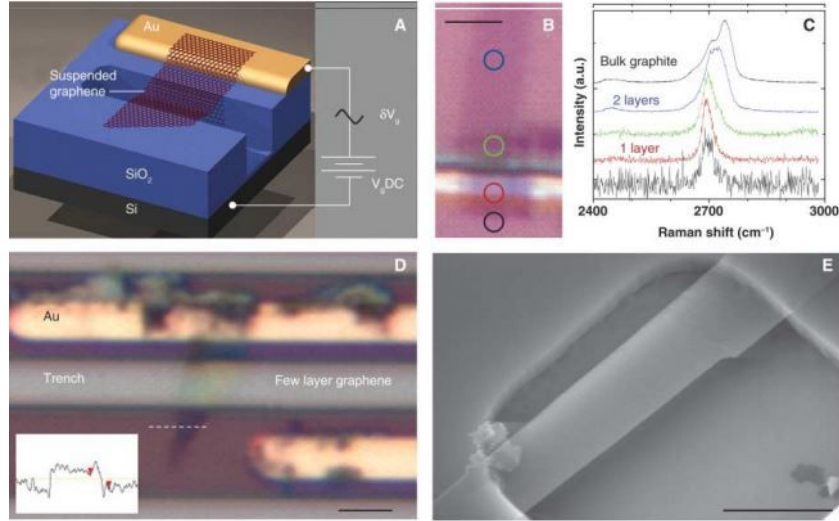 Au
A
Suspended
graphene
δVg
SiO₂
VgDC
Si
B
C
Bulk graphite
2 layers
1 layer
Intensity (a.u.)
2400
2700
3000
Raman shift (cm⁻¹)
D
Au
Trench
Few layer graphene
E